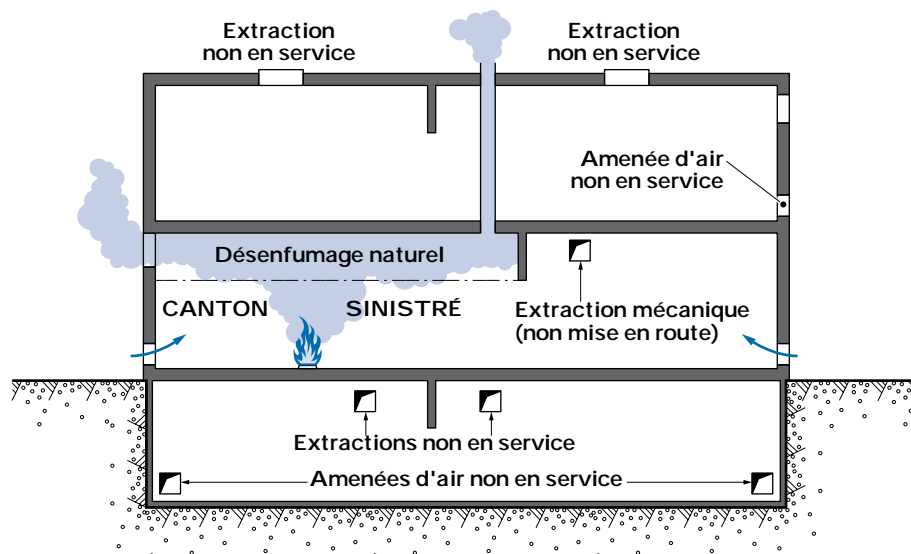 Extraction
non en service
Extraction
non en service
Amenée d'air
non en service
Désenfumage naturel
CANTON SINISTRÉ
Extraction mécanique
(non mise en route)
Extractions non en service
Amenées d'air non en service